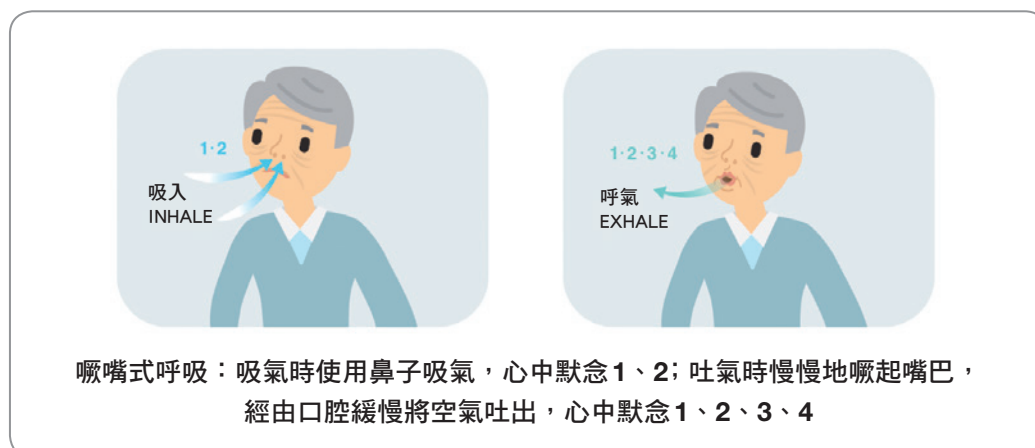 1·2
吸入
INHALE
1·2·3·4
呼氣
EXHALE
噘嘴式呼吸：吸氣時使用鼻子吸氣，心中默念1、2；吐氣時慢慢地噘起嘴巴，
經由口腔緩慢將空氣吐出，心中默念1、2、3、4